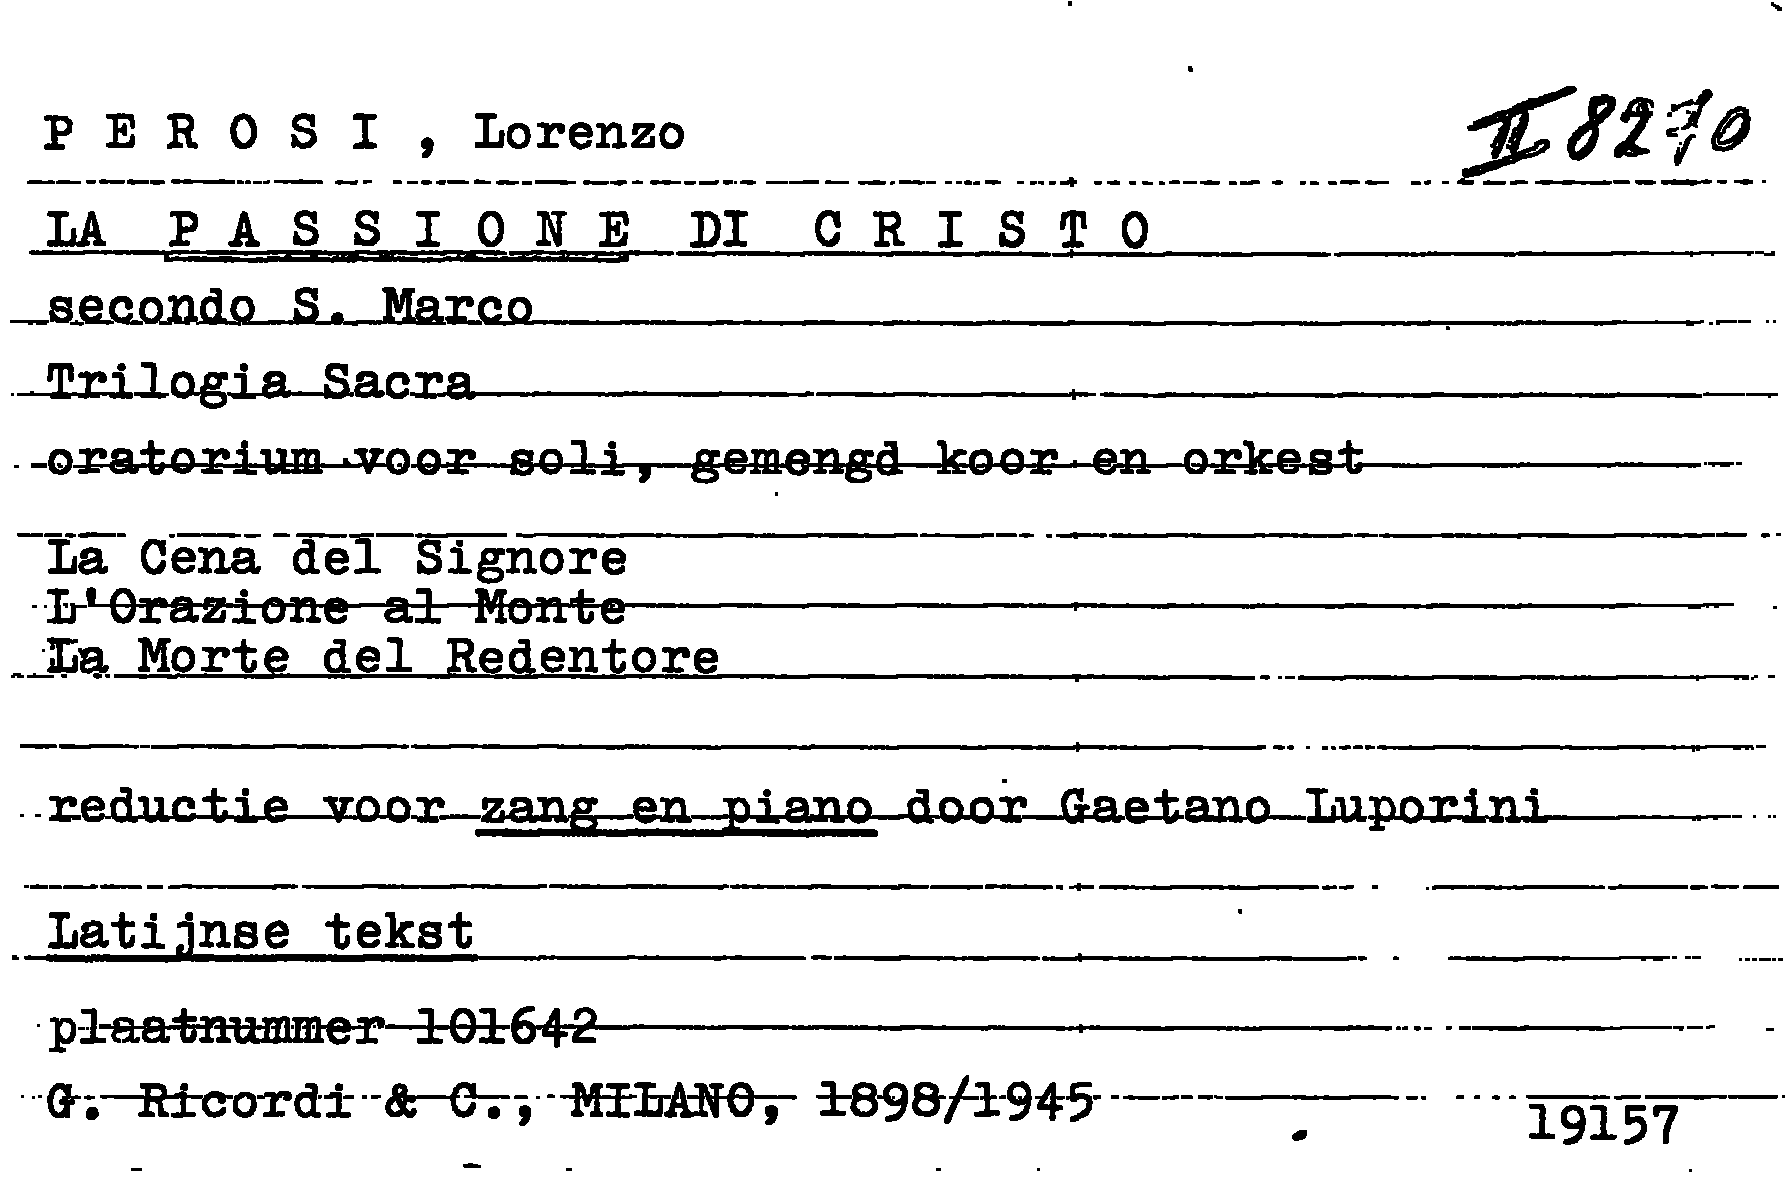 P E R O S I , Lorenzo
II 8270
LA P A S S I O N E DI C R I S T O
secondo S. Marco
Trilogia Sacra
oratorium voor soli, gemengd koor en orkest
La Cena del Signore
L'Orazione al Monte
La Morte del Redentore
reductie voor zang en piano door Gaetano Luporini
Latijnse tekst
plaatnummer 101642
G. Ricordi & C., MILANO, 1898/1945
19157